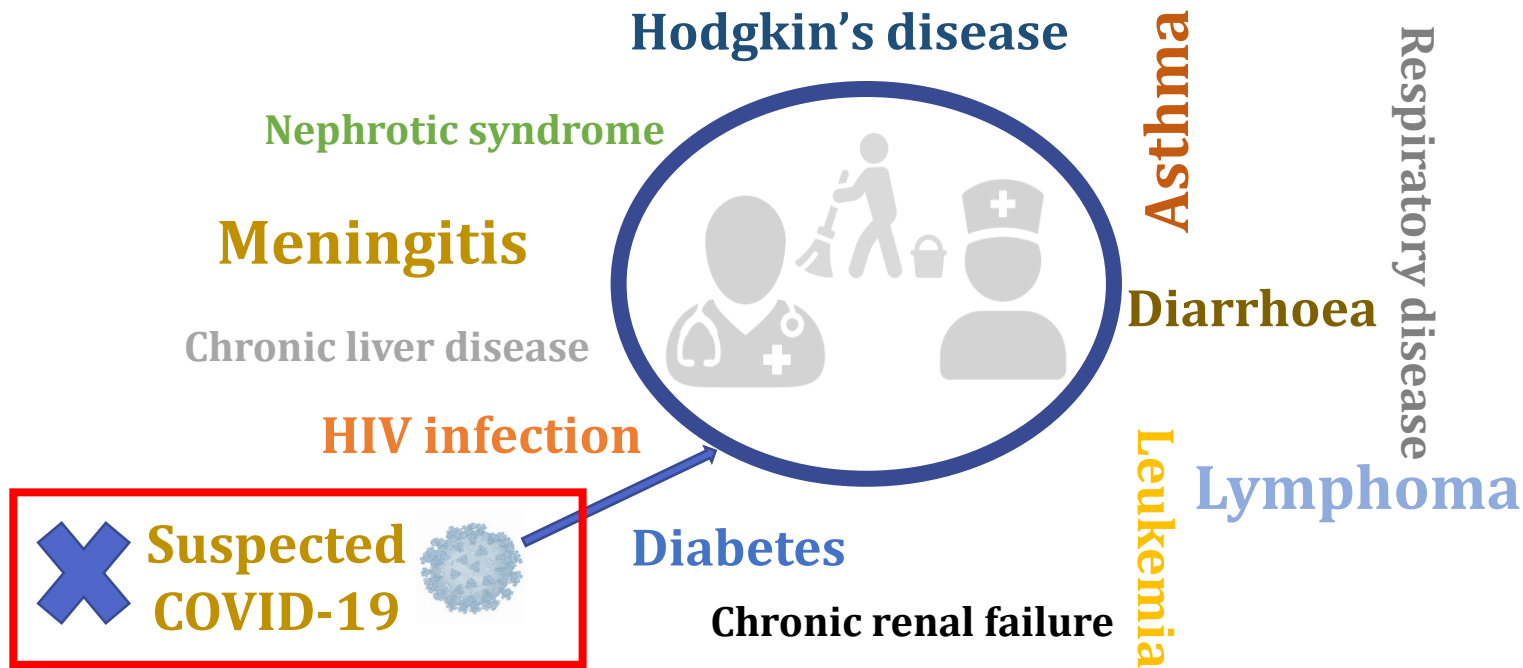 Hodgkin’s disease
Asthma
Respiratory disease
Nephrotic syndrome
Meningitis
Diarrhoea
Chronic liver disease
HIV infection
Leukemia
Lymphoma
Suspected
COVID-19
Diabetes
Chronic renal failure